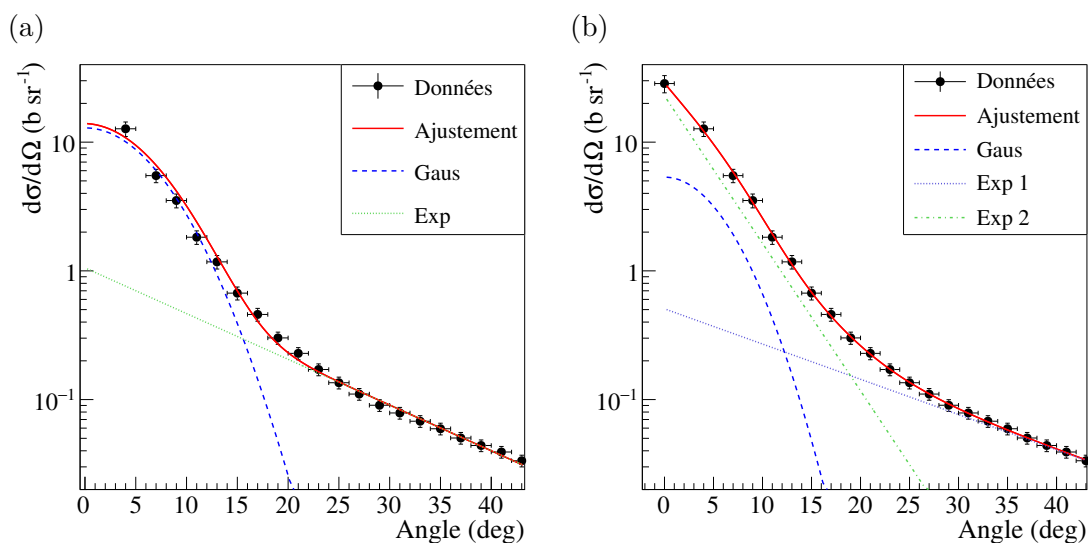 (a)
dσ/dΩ (b sr⁻¹)
10
1
10⁻¹
Données
Ajustement
Gaus
Exp
0 5 10 15 20 25 30 35 40
Angle (deg)
(b)
dσ/dΩ (b sr⁻¹)
10
1
10⁻¹
Données
Ajustement
Gaus
Exp 1
Exp 2
0 5 10 15 20 25 30 35 40
Angle (deg)